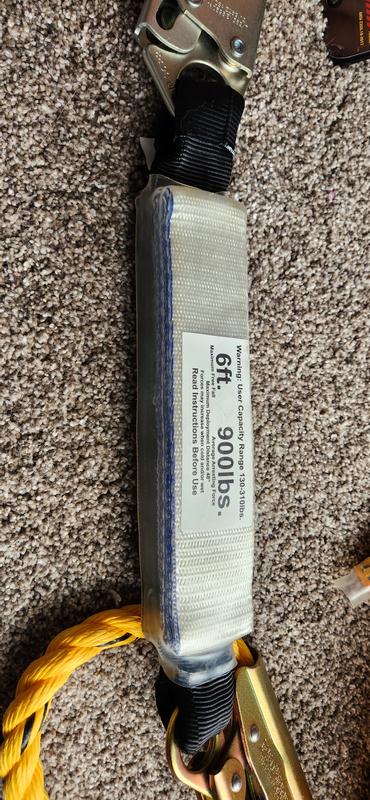 Warning: User Capacity Range 130-310lbs.
6ft. 900lbs.
Maximum Free Fall Average Arresting Force
Maximum Deployment Distance 48"
Forces may increase when cold and/or wet
Read Instructions Before Use